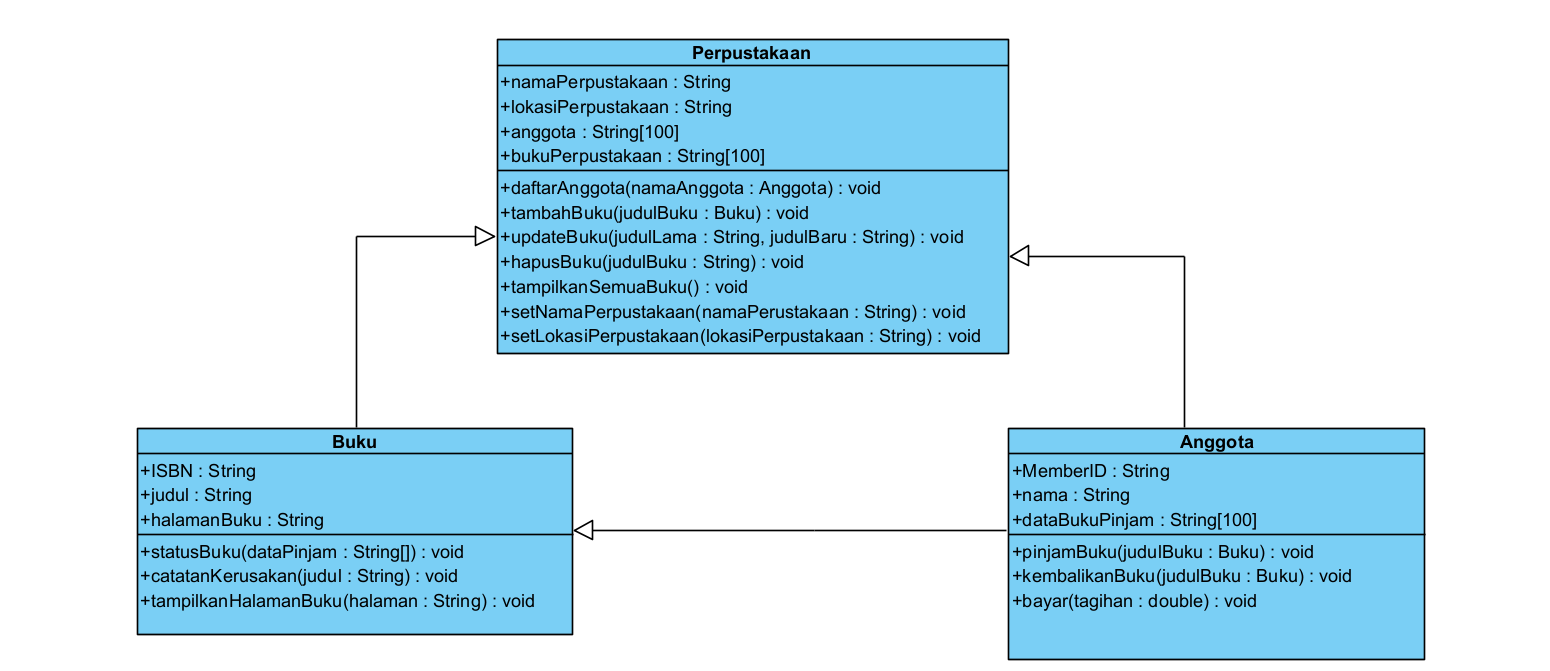 Perpustakaan
+namaPerpustakaan : String
+lokasiPerpustakaan : String
+anggota : String[100]
+bukuPerpustakaan : String[100]
+daftarAnggota(namaAnggota : Anggota) : void
+tambahBuku(judulBuku : Buku) : void
+updateBuku(judulLama : String, judulBaru : String) : void
+hapusBuku(judulBuku : String) : void
+tampilkanSemuaBuku() : void
+setNamaPerpustakaan(namaPerustakaan : String) : void
+setLokasiPerpustakaan(lokasiPerpustakaan : String) : void
Buku
+ISBN : String
+judul : String
+halamanBuku : String
+statusBuku(dataPinjam : String[]) : void
+catatanKerusakan(judul : String) : void
+tampilkanHalamanBuku(halaman : String) : void
Anggota
+MemberID : String
+nama : String
+dataBukuPinjam : String[100]
+pinjamBuku(judulBuku : Buku) : void
+kembalikanBuku(judulBuku : Buku) : void
+bayar(tagihan : double) : void